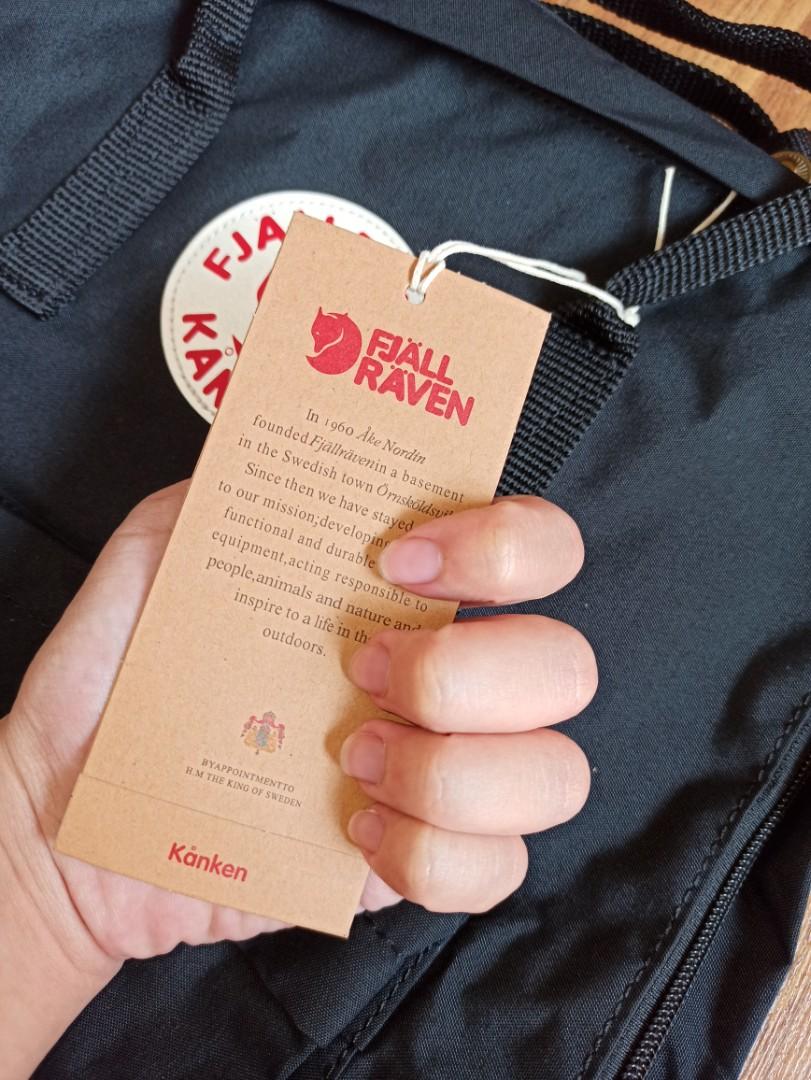 FJÄLL
KÅN
FJÄLL
RÄVEN
In 1960 Åke Nordin
founded Fjällrävenin a basement
in the Swedish town
Since then we have stayed
to our mission;developing
functional and durable
equipment,acting responsible to
people,animals and nature and
inspire to a life in the
outdoors.
BYAPPOINTMENTTO
H.M THE KING OF SWEDEN
Kånken